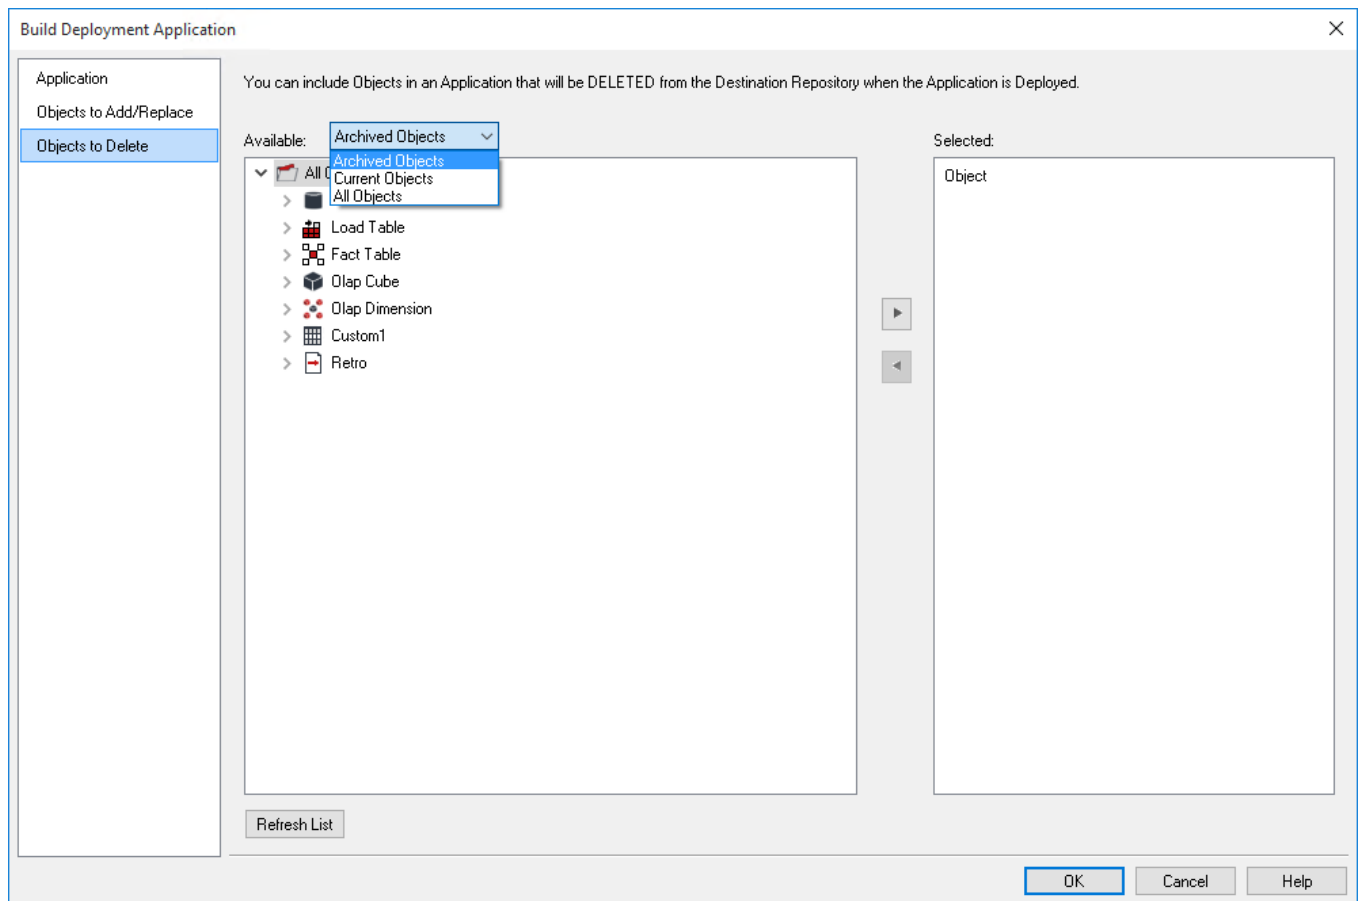 Build Deployment Application
Application
Objects to Add/Replace
Objects to Delete
You can include Objects in an Application that will be DELETED from the Destination Repository when the Application is Deployed.
Available:
Archived Objects
Archived Objects
Current Objects
All Objects
All
Load Table
Fact Table
Olap Cube
Olap Dimension
Custom1
Retro
Selected:
Object
Refresh List
OK
Cancel
Help